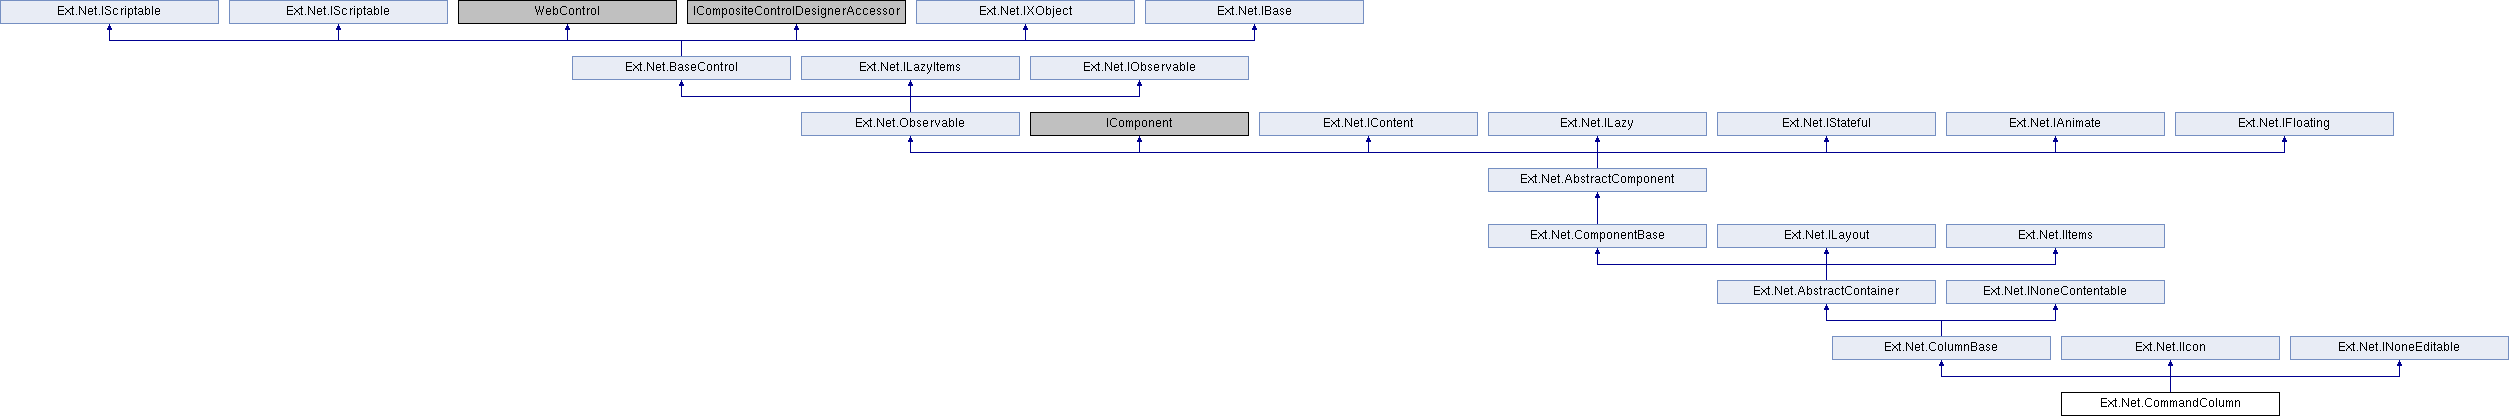 Ext.Net.IScriptable
Ext.Net.IScriptable
WebControl
ICompositeControlDesignerAccessor
Ext.Net.IXObject
Ext.Net.IBase
Ext.Net.BaseControl
Ext.Net.ILazyItems
Ext.Net.IObservable
Ext.Net.Observable
IComponent
Ext.Net.IContent
Ext.Net.ILazy
Ext.Net.IStateful
Ext.Net.IAnimate
Ext.Net.IFloating
Ext.Net.AbstractComponent
Ext.Net.ComponentBase
Ext.Net.ILayout
Ext.Net.IItems
Ext.Net.AbstractContainer
Ext.Net.INoneContentable
Ext.Net.ColumnBase
Ext.Net.IIcon
Ext.Net.INoneEditable
Ext.Net.CommandColumn